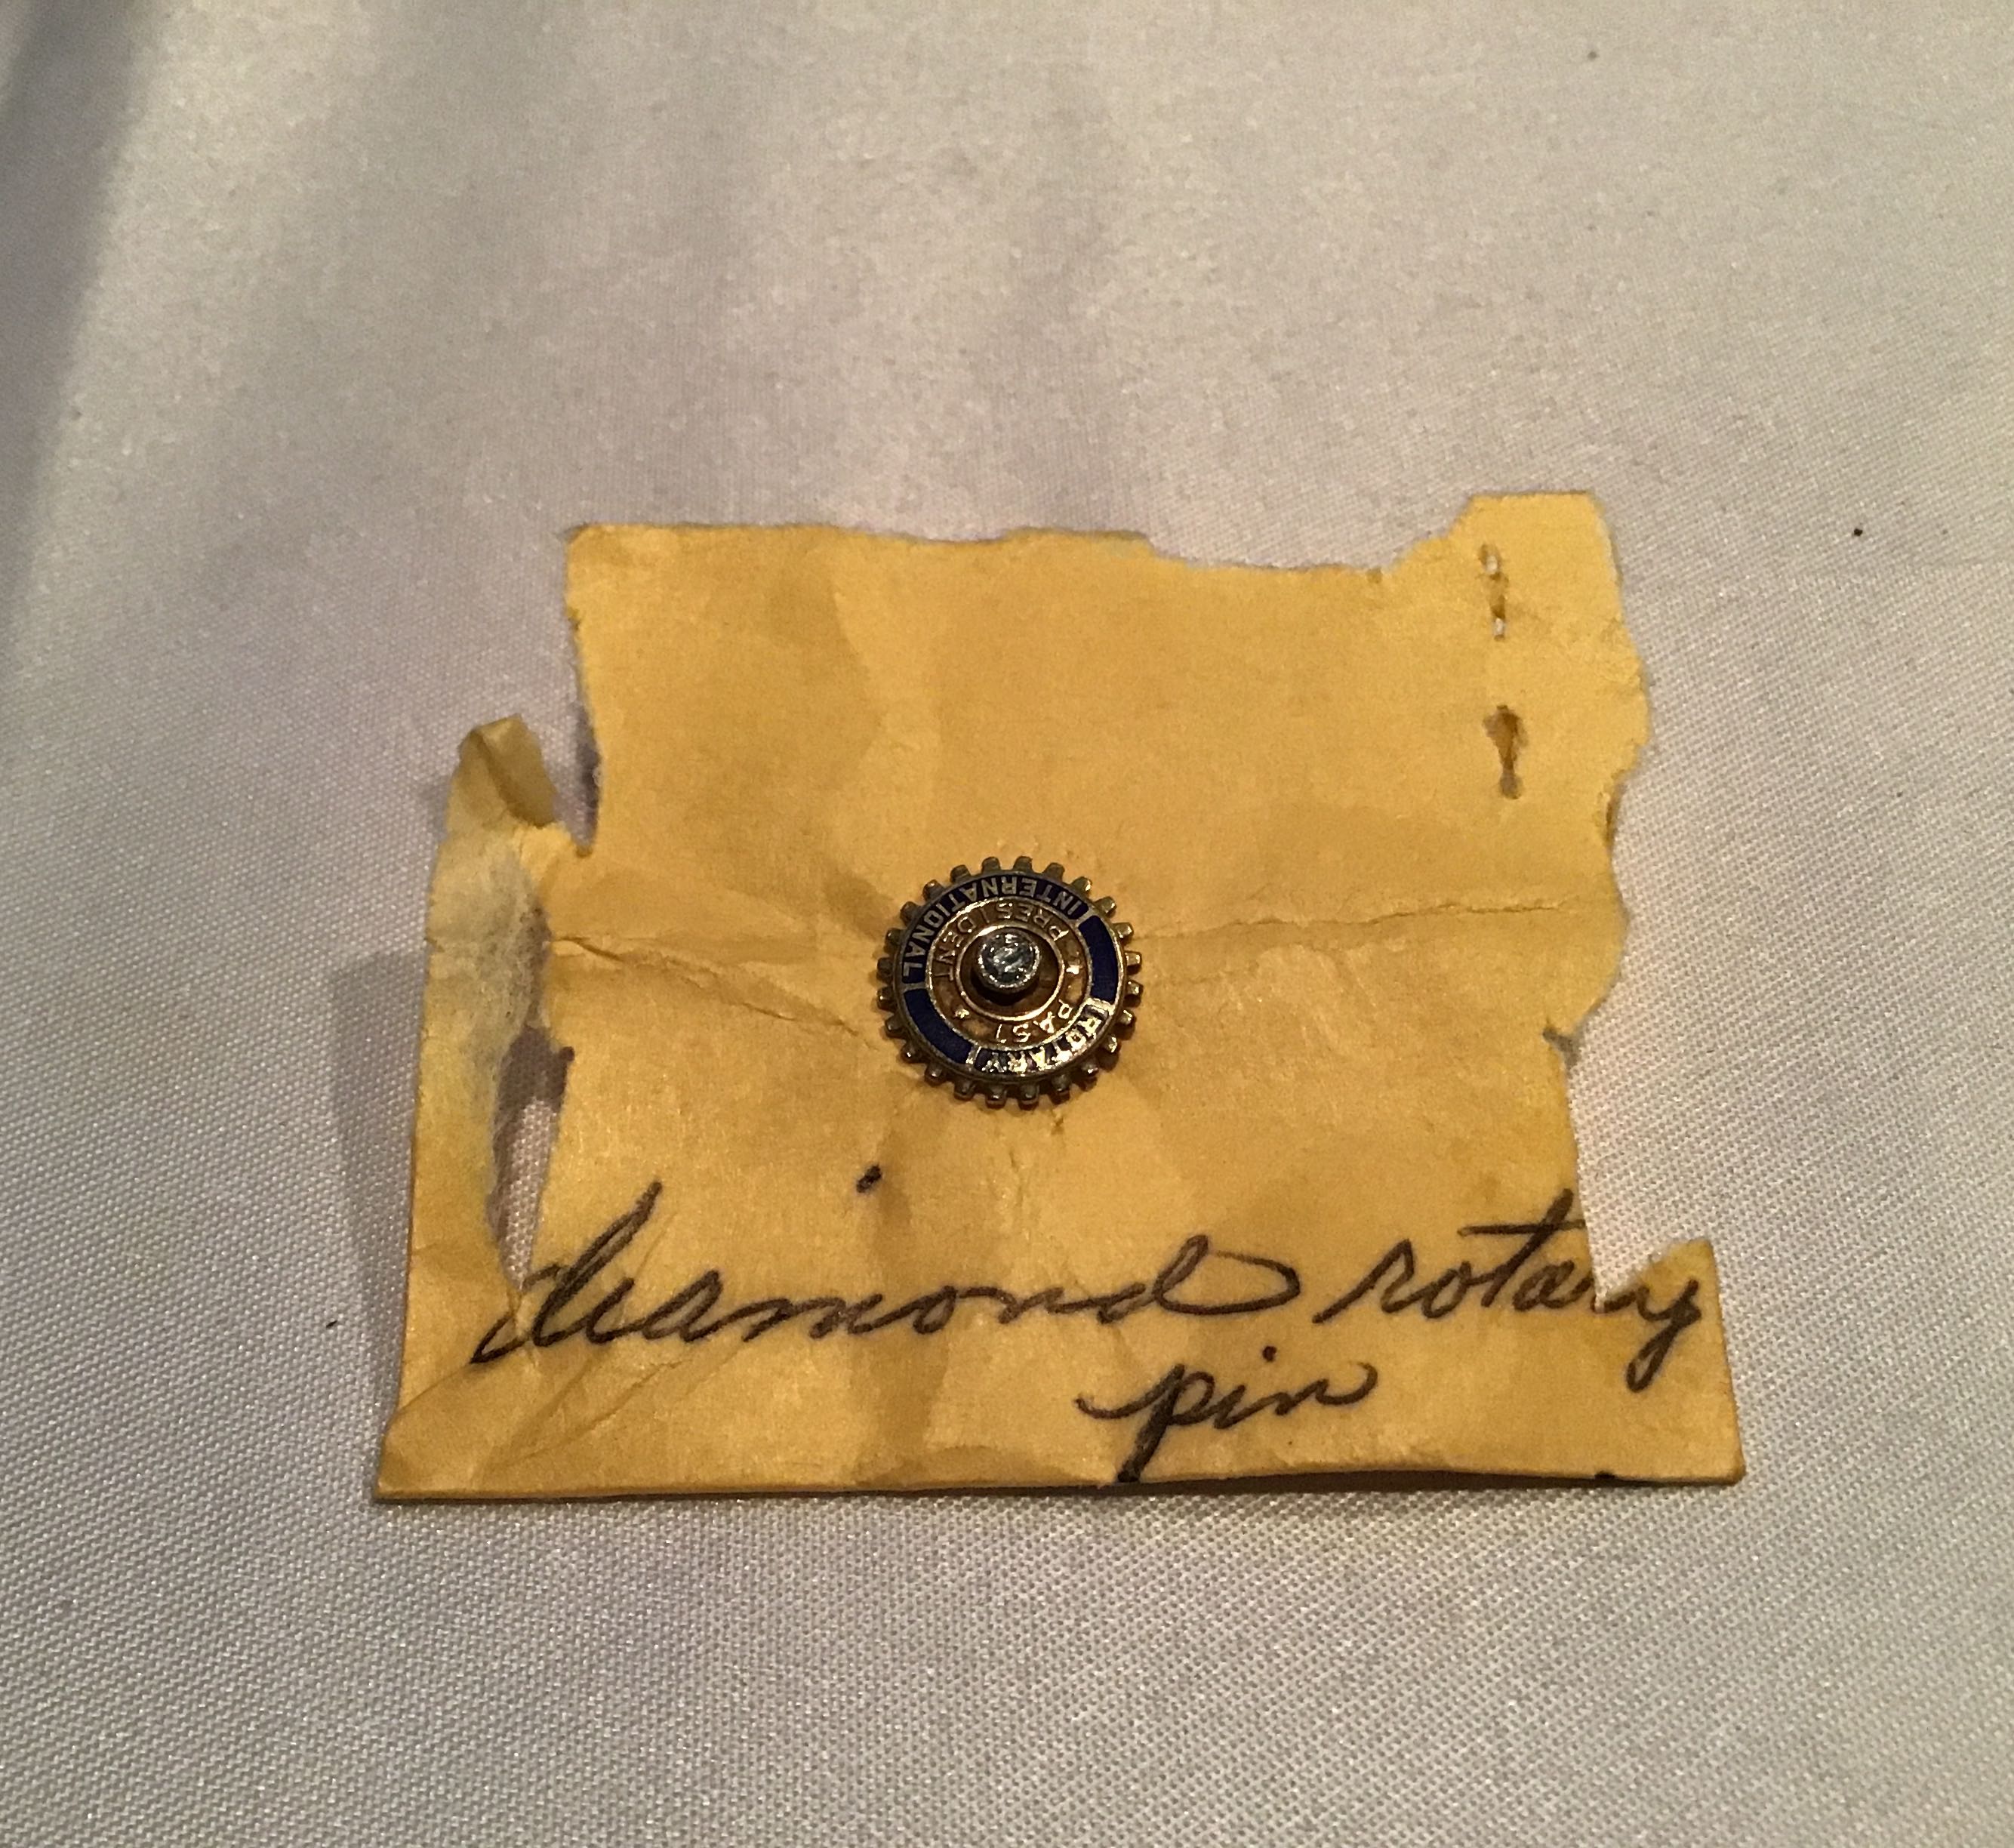 ROTARY
INTERNATIONAL
PAST
PRESIDENT
diamond rotary
pin